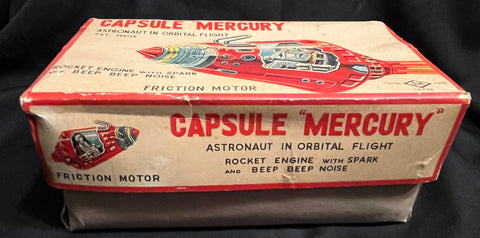 CAPSULE MERCURY
ASTRONAUT IN ORBITAL FLIGHT
ROCKET ENGINE WITH SPARK
AND BEEP BEEP NOISE
FRICTION MOTOR
CAPSULE "MERCURY"
ASTRONAUT IN ORBITAL FLIGHT
ROCKET ENGINE WITH SPARK
AND BEEP BEEP NOISE
FRICTION MOTOR